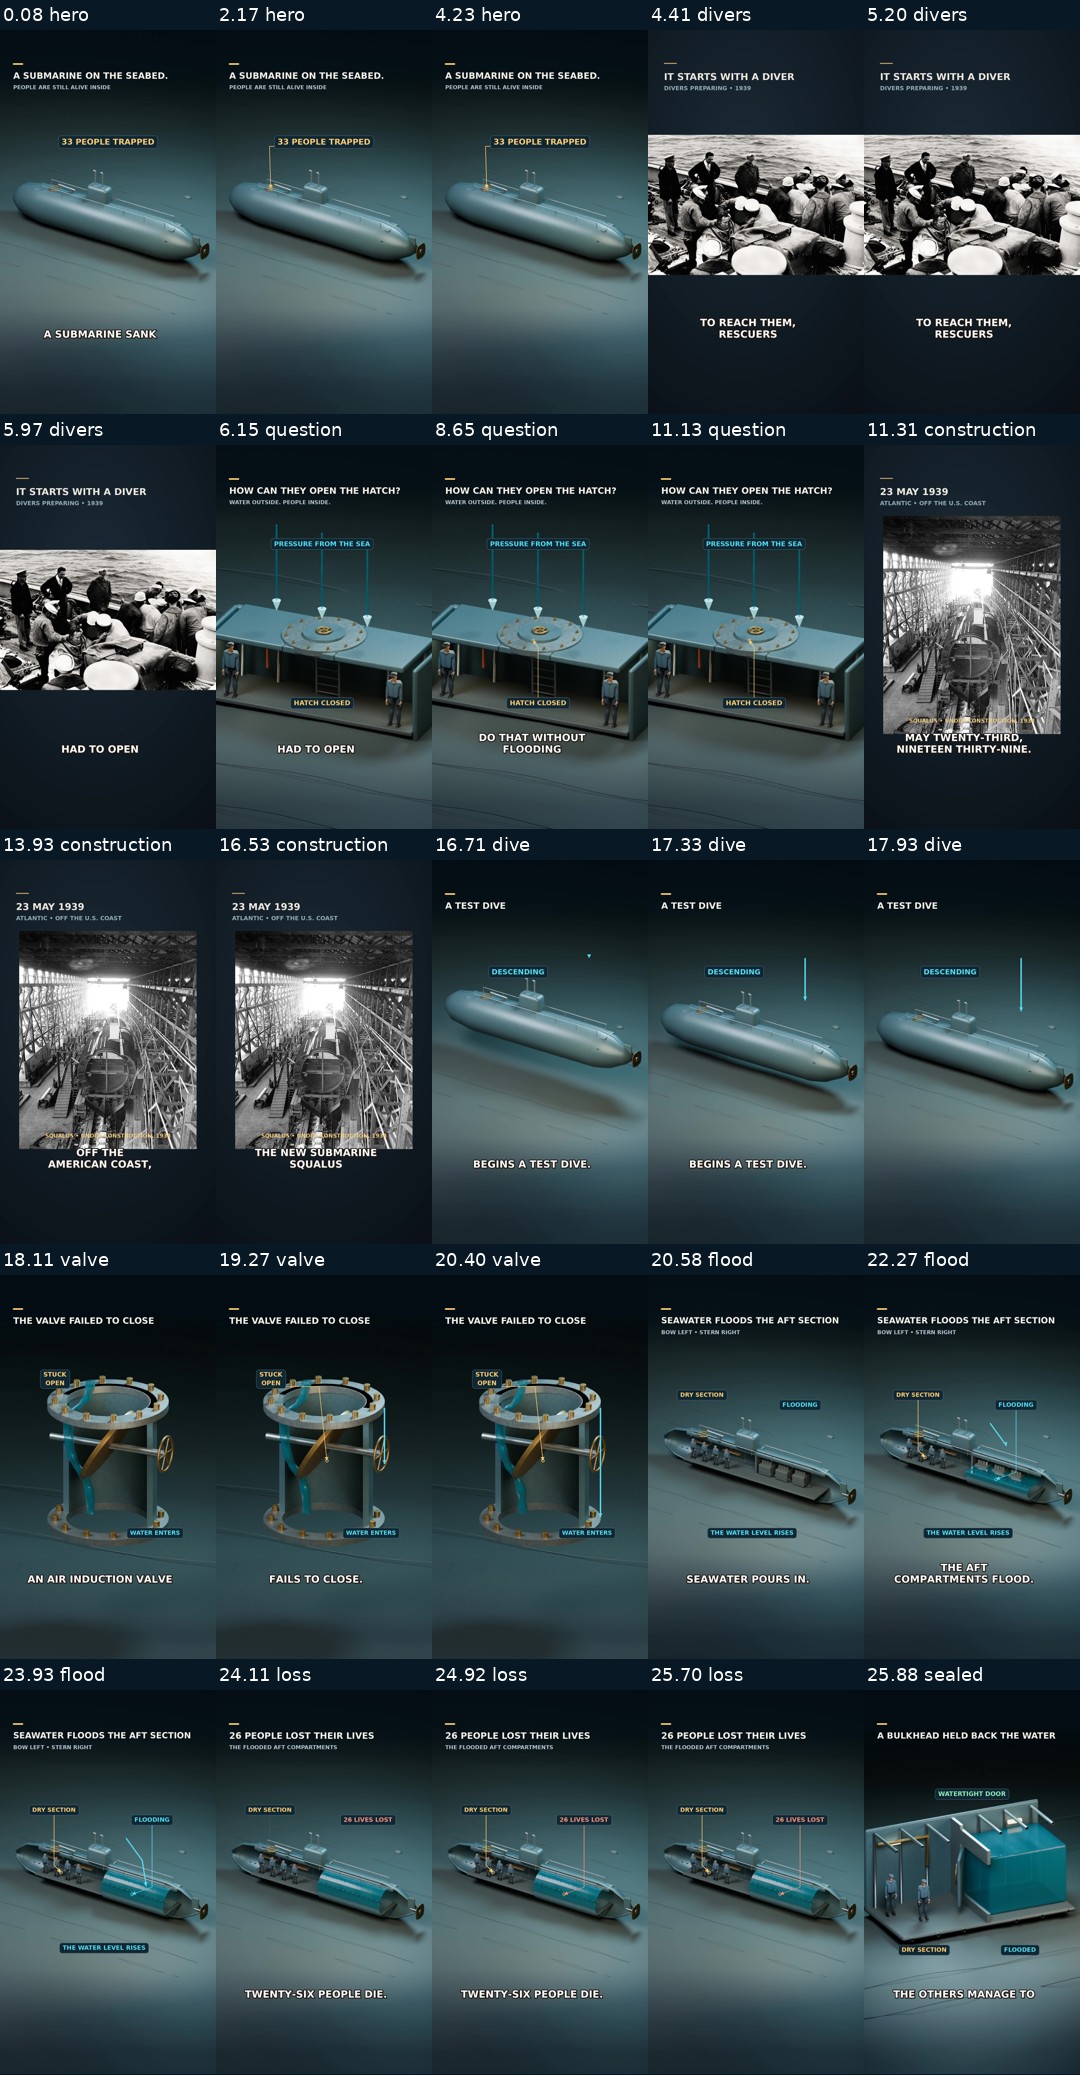 0.08 hero
A SUBMARINE ON THE SEABED.
PEOPLE ARE STILL ALIVE INSIDE
33 PEOPLE TRAPPED
A SUBMARINE SANK
2.17 hero
A SUBMARINE ON THE SEABED.
PEOPLE ARE STILL ALIVE INSIDE
33 PEOPLE TRAPPED
4.23 hero
A SUBMARINE ON THE SEABED.
PEOPLE ARE STILL ALIVE INSIDE
33 PEOPLE TRAPPED
4.41 divers
IT STARTS WITH A DIVER
DIVERS PREPARING • 1939
TO REACH THEM,
RESCUERS
5.20 divers
IT STARTS WITH A DIVER
DIVERS PREPARING • 1939
TO REACH THEM,
RESCUERS
5.97 divers
IT STARTS WITH A DIVER
DIVERS PREPARING • 1939
HAD TO OPEN
6.15 question
HOW CAN THEY OPEN THE HATCH?
WATER OUTSIDE. PEOPLE INSIDE.
PRESSURE FROM THE SEA
HATCH CLOSED
HAD TO OPEN
8.65 question
HOW CAN THEY OPEN THE HATCH?
WATER OUTSIDE. PEOPLE INSIDE.
PRESSURE FROM THE SEA
HATCH CLOSED
DO THAT WITHOUT
FLOODING
11.13 question
HOW CAN THEY OPEN THE HATCH?
WATER OUTSIDE. PEOPLE INSIDE.
PRESSURE FROM THE SEA
HATCH CLOSED
11.31 construction
23 MAY 1939
ATLANTIC • OFF THE U.S. COAST
SQUALUS • UNDER CONSTRUCTION, 193
MAY TWENTY-THIRD,
NINETEEN THIRTY-NINE.
13.93 construction
23 MAY 1939
ATLANTIC • OFF THE U.S. COAST
SQUALUS • UNDER CONSTRUCTION, 193
OFF THE
AMERICAN COAST,
16.53 construction
23 MAY 1939
ATLANTIC • OFF THE U.S. COAST
SQUALUS • UNDER CONSTRUCTION, 193
THE NEW SUBMARINE
SQUALUS
16.71 dive
A TEST DIVE
DESCENDING
BEGINS A TEST DIVE.
17.33 dive
A TEST DIVE
DESCENDING
BEGINS A TEST DIVE.
17.93 dive
A TEST DIVE
DESCENDING
18.11 valve
THE VALVE FAILED TO CLOSE
STUCK
OPEN
WATER ENTERS
AN AIR INDUCTION VALVE
19.27 valve
THE VALVE FAILED TO CLOSE
STUCK
OPEN
WATER ENTERS
FAILS TO CLOSE.
20.40 valve
THE VALVE FAILED TO CLOSE
STUCK
OPEN
WATER ENTERS
20.58 flood
SEAWATER FLOODS THE AFT SECTION
BOW LEFT • STERN RIGHT
DRY SECTION
FLOODING
THE WATER LEVEL RISES
SEAWATER POURS IN.
22.27 flood
SEAWATER FLOODS THE AFT SECTION
BOW LEFT • STERN RIGHT
DRY SECTION
FLOODING
THE WATER LEVEL RISES
THE AFT
COMPARTMENTS FLOOD.
23.93 flood
SEAWATER FLOODS THE AFT SECTION
BOW LEFT • STERN RIGHT
DRY SECTION
FLOODING
THE WATER LEVEL RISES
24.11 loss
26 PEOPLE LOST THEIR LIVES
THE FLOODED AFT COMPARTMENTS
DRY SECTION
26 LIVES LOST
TWENTY-SIX PEOPLE DIE.
24.92 loss
26 PEOPLE LOST THEIR LIVES
THE FLOODED AFT COMPARTMENTS
DRY SECTION
26 LIVES LOST
TWENTY-SIX PEOPLE DIE.
25.70 loss
26 PEOPLE LOST THEIR LIVES
THE FLOODED AFT COMPARTMENTS
DRY SECTION
26 LIVES LOST
25.88 sealed
A BULKHEAD HELD BACK THE WATER
WATERTIGHT DOOR
DRY SECTION
FLOODED
THE OTHERS MANAGE TO